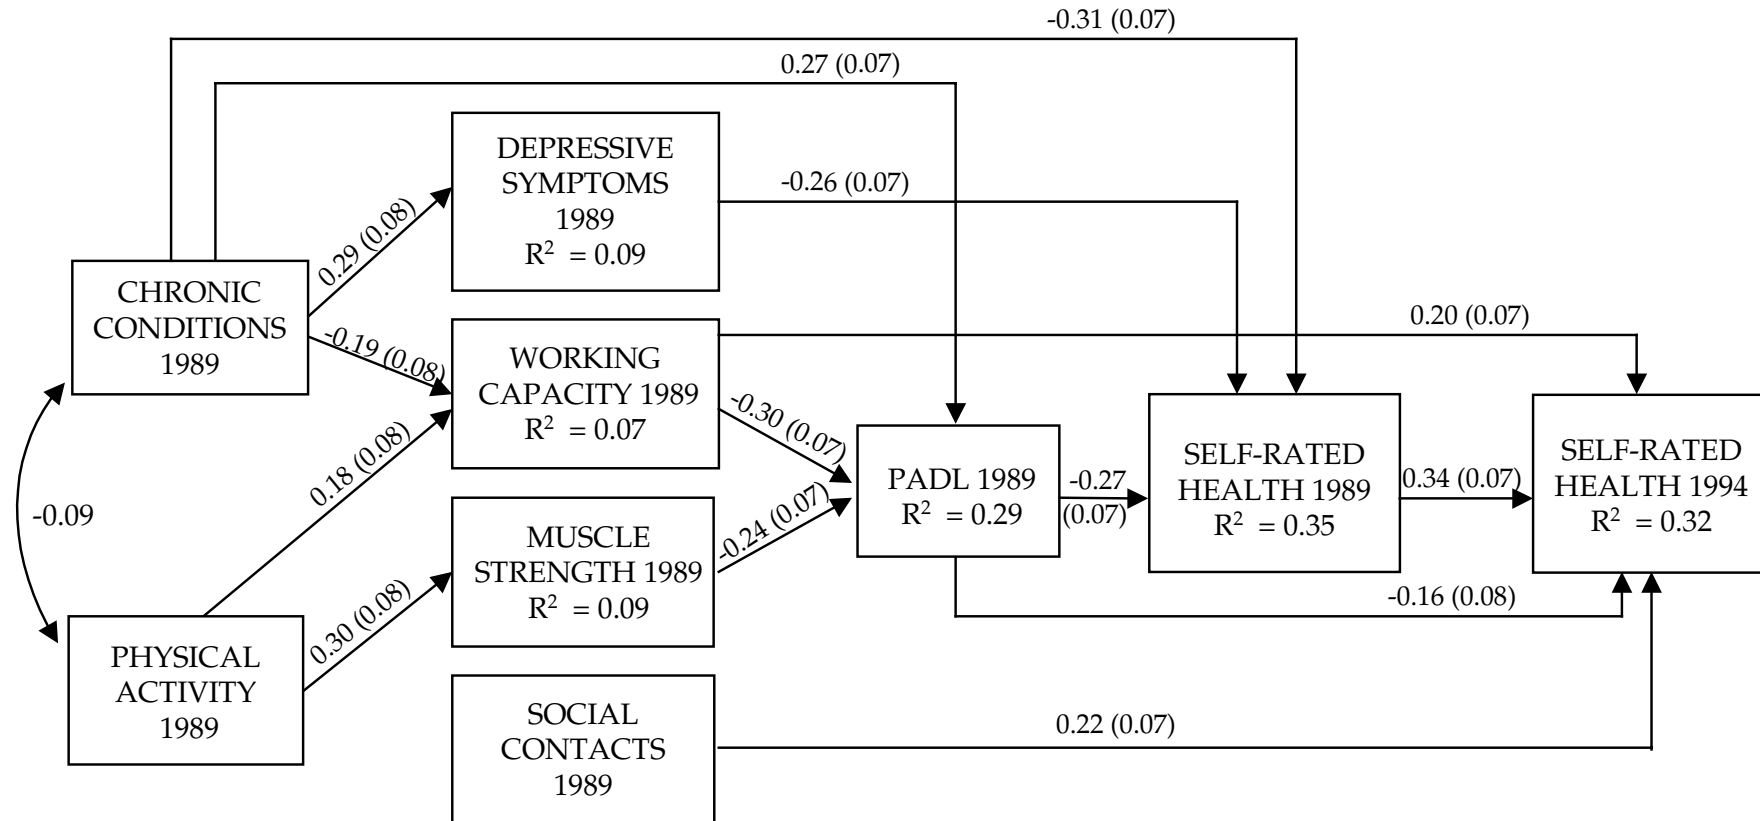 -0.31 (0.07)
0.27 (0.07)
DEPRESSIVE
SYMPTOMS
1989
R² = 0.09
-0.26 (0.07)
0.29 (0.08)
CHRONIC
CONDITIONS
1989
-0.19 (0.08)
WORKING
CAPACITY 1989
R² = 0.07
0.20 (0.07)
-0.30 (0.07)
0.18 (0.08)
-0.09
MUSCLE
STRENGTH 1989
R² = 0.09
-0.24 (0.07)
PADL 1989
R² = 0.29
-0.27
(0.07)
SELF-RATED
HEALTH 1989
R² = 0.35
0.34 (0.07)
SELF-RATED
HEALTH 1994
R² = 0.32
0.30 (0.08)
-0.16 (0.08)
PHYSICAL
ACTIVITY
1989
SOCIAL
CONTACTS
1989
0.22 (0.07)